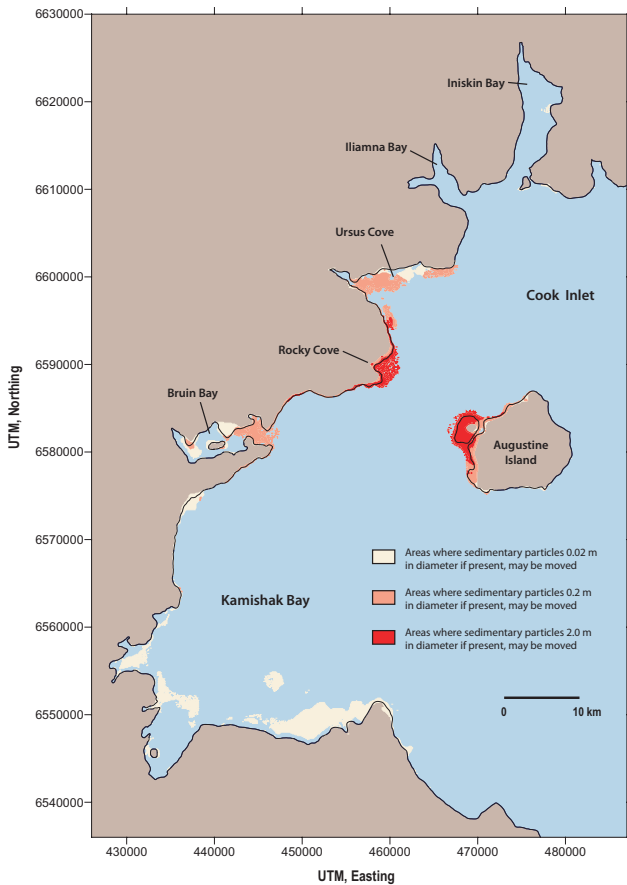 6630000
6620000
6610000
6600000
6590000
6580000
6570000
6560000
6550000
6540000
UTM, Northing
Iniskin Bay
Iliamna Bay
Ursus Cove
Cook Inlet
Rocky Cove
Bruin Bay
Augustine
Island
Areas where sedimentary particles 0.02 m
in diameter if present, may be moved
Areas where sedimentary particles 0.2 m
in diameter if present, may be moved
Areas where sedimentary particles 2.0 m
in diameter if present, may be moved
Kamishak Bay
0 10 km
430000 440000 450000 460000 470000 480000
UTM, Easting